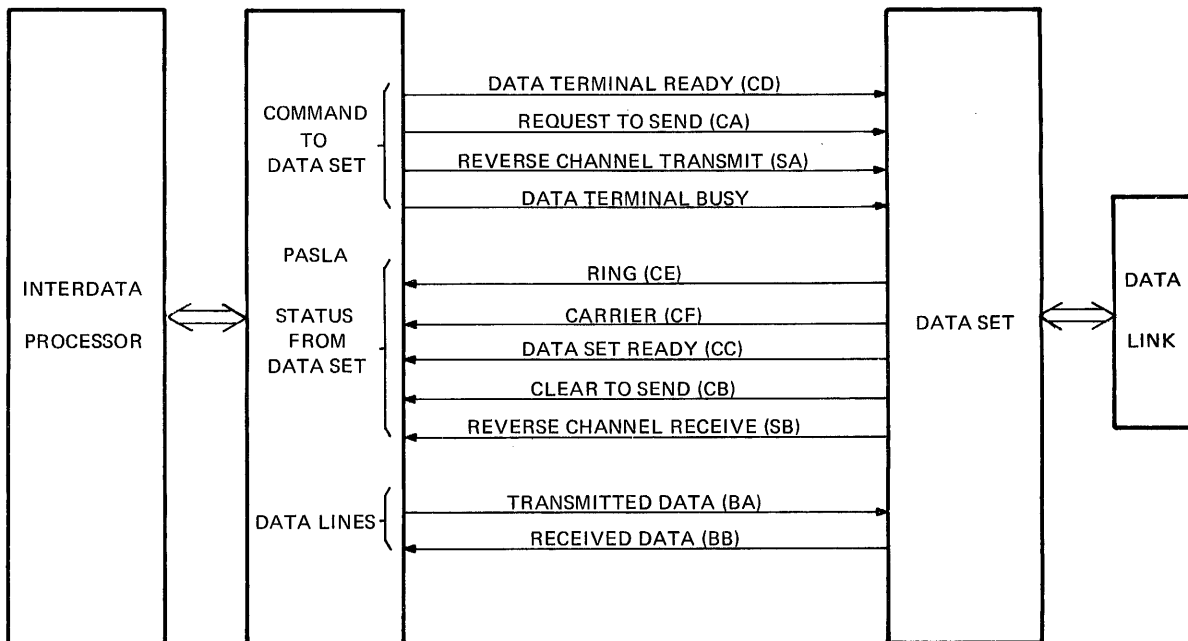 INTERDATA
PROCESSOR
COMMAND
TO
DATA SET
PASLA
STATUS
FROM
DATA SET
DATA LINES
DATA TERMINAL READY (CD)
REQUEST TO SEND (CA)
REVERSE CHANNEL TRANSMIT (SA)
DATA TERMINAL BUSY
RING (CE)
CARRIER (CF)
DATA SET READY (CC)
CLEAR TO SEND (CB)
REVERSE CHANNEL RECEIVE (SB)
TRANSMITTED DATA (BA)
RECEIVED DATA (BB)
DATA SET
DATA
LINK